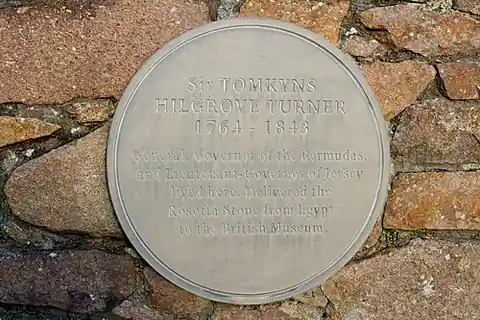 Sir TOMKYNS
HILGROVE TURNER
1764 - 1843
General, Governor of the Bermudas,
and Lieutenant-Governor of Jersey
lived here. Delivered the
Rosetta Stone from Egypt
to the British Museum.